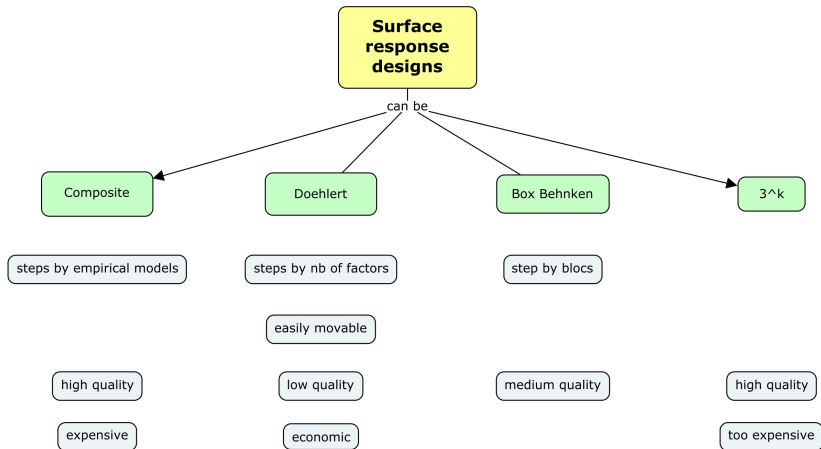 Surface
response
designs
can be
Composite
Doehlert
Box Behnken
3^k
steps by empirical models
steps by nb of factors
step by blocs
easily movable
high quality
low quality
medium quality
high quality
expensive
economic
too expensive